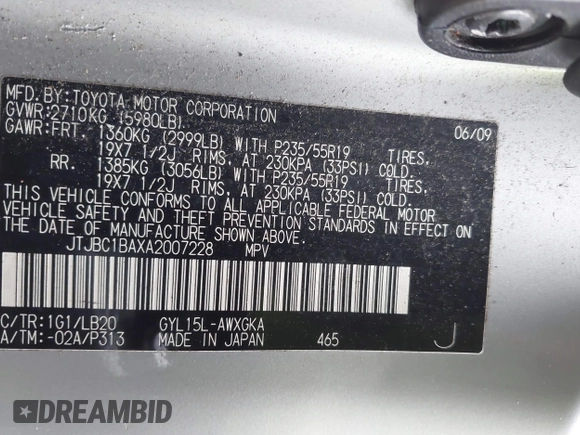 MFD. BY: TOYOTA MOTOR CORPORATION 06/09
GVWR: 2710KG (5980LB)
GAWR: FRT. 1360KG (2999LB) WITH P235/55R19 TIRES,
19X7 1/2J RIMS, AT 230KPA (33PSI) COLD.
RR. 1385KG (3056LB) WITH P235/55R19 TIRES,
19X7 1/2J RIMS, AT 230KPA (33PSI) COLD.
THIS VEHICLE CONFORMS TO ALL APPLICABLE FEDERAL MOTOR
VEHICLE SAFETY AND THEFT PREVENTION STANDARDS IN EFFECT ON
THE DATE OF MANUFACTURE SHOWN ABOVE.
JTJBC1BAXA2007228 MPV
C/TR: 1G1/LB20 GYL15L-AWXGKA
A/TM: -02A/P313 MADE IN JAPAN 465 J
DREAMBID